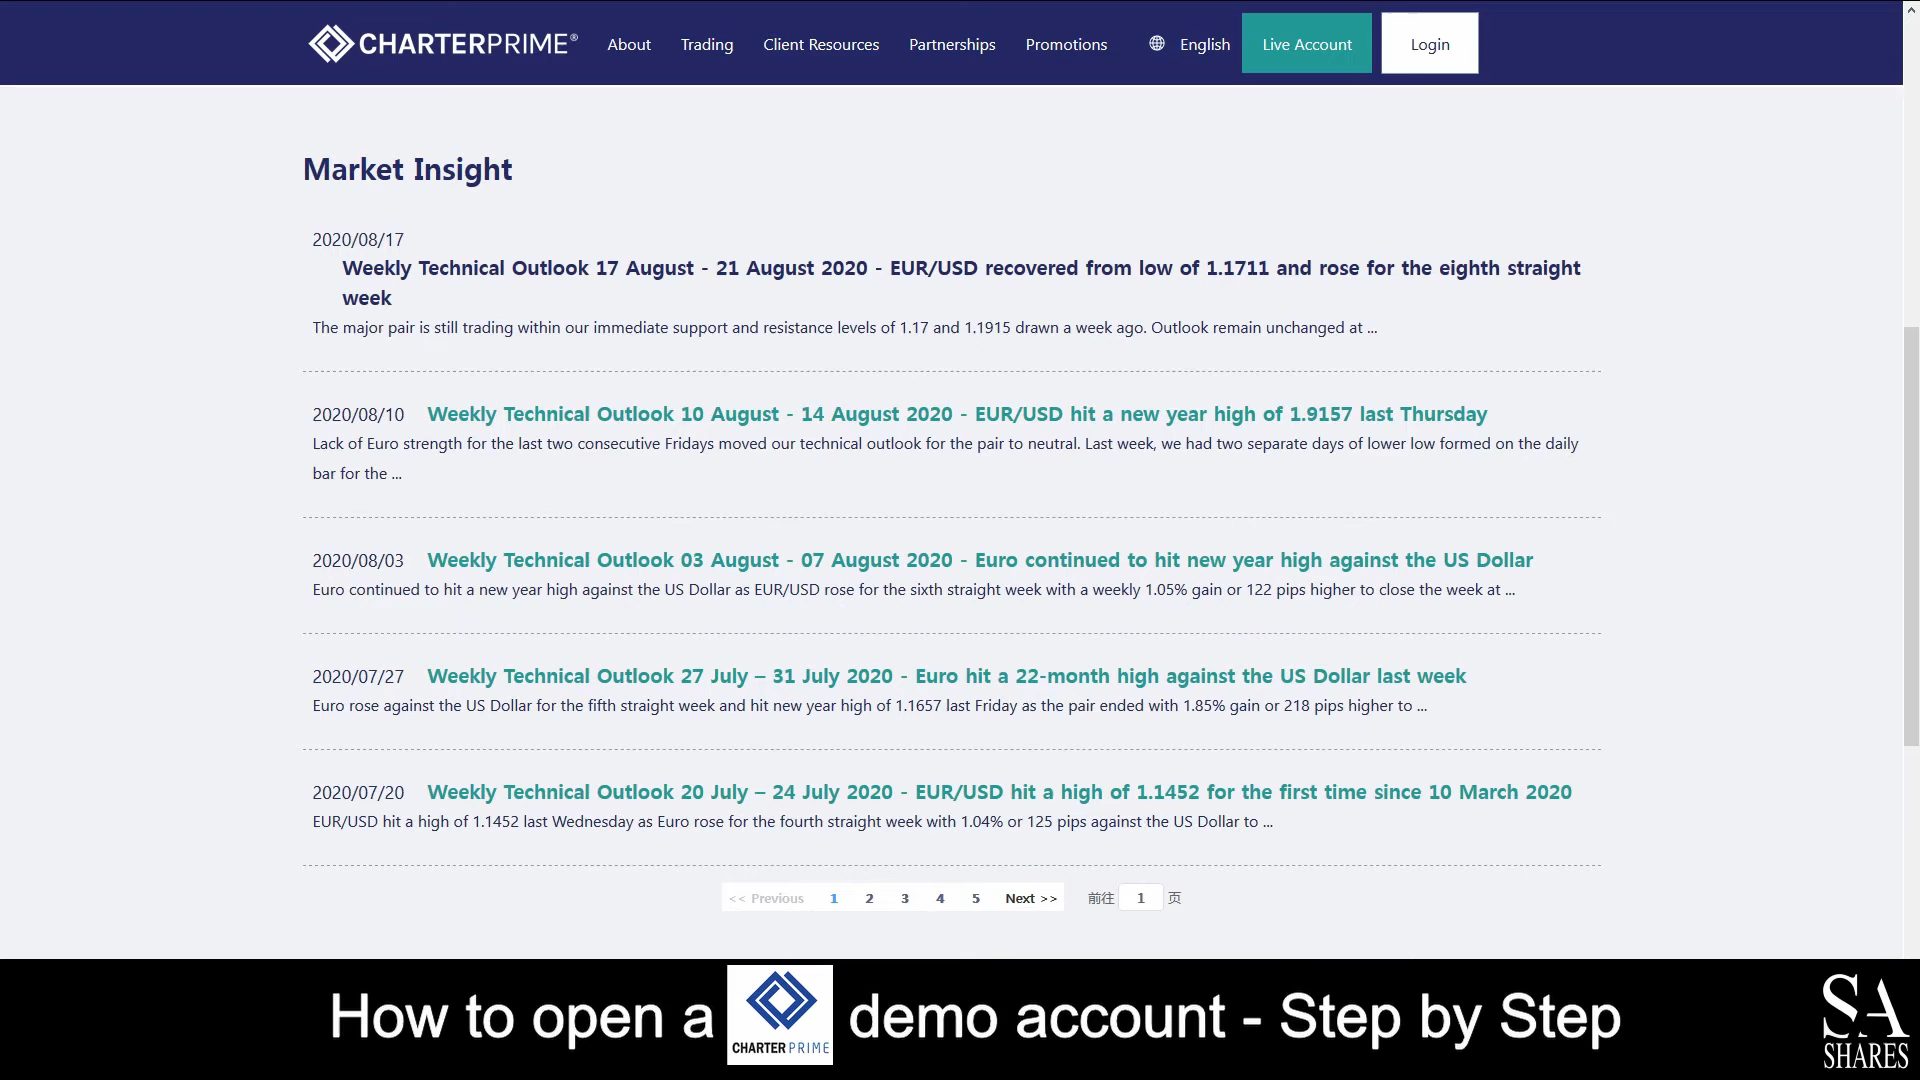 CHARTERPRIME® About Trading Client Resources Partnerships Promotions English Live Account Login
Market Insight
2020/08/17
Weekly Technical Outlook 17 August - 21 August 2020 - EUR/USD recovered from low of 1.1711 and rose for the eighth straight
week
The major pair is still trading within our immediate support and resistance levels of 1.17 and 1.1915 drawn a week ago. Outlook remain unchanged at ...
2020/08/10 Weekly Technical Outlook 10 August - 14 August 2020 - EUR/USD hit a new year high of 1.9157 last Thursday
Lack of Euro strength for the last two consecutive Fridays moved our technical outlook for the pair to neutral. Last week, we had two separate days of lower low formed on the daily
bar for the ...
2020/08/03 Weekly Technical Outlook 03 August - 07 August 2020 - Euro continued to hit new year high against the US Dollar
Euro continued to hit a new year high against the US Dollar as EUR/USD rose for the sixth straight week with a weekly 1.05% gain or 122 pips higher to close the week at ...
2020/07/27 Weekly Technical Outlook 27 July – 31 July 2020 - Euro hit a 22-month high against the US Dollar last week
Euro rose against the US Dollar for the fifth straight week and hit new year high of 1.1657 last Friday as the pair ended with 1.85% gain or 218 pips higher to ...
2020/07/20 Weekly Technical Outlook 20 July – 24 July 2020 - EUR/USD hit a high of 1.1452 for the first time since 10 March 2020
EUR/USD hit a high of 1.1452 last Wednesday as Euro rose for the fourth straight week with 1.04% or 125 pips against the US Dollar to ...
<< Previous 1 2 3 4 5 Next >> 前往 1 页
How to open a CHARTER PRIME demo account - Step by Step
SA
SHARES